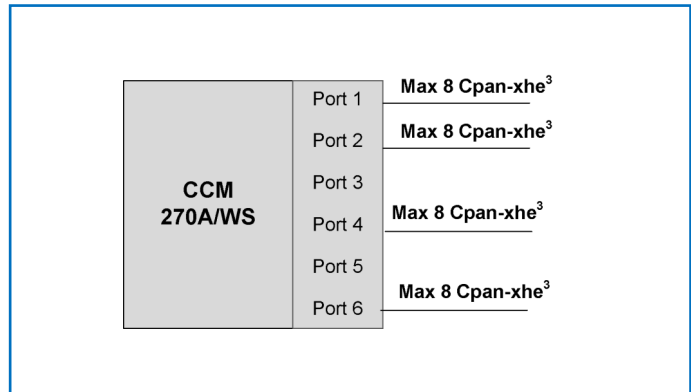 Max 8 Cpan-xhe³
Port 1
Max 8 Cpan-xhe³
Port 2
Port 3
CCM
270A/WS
Max 8 Cpan-xhe³
Port 4
Port 5
Max 8 Cpan-xhe³
Port 6